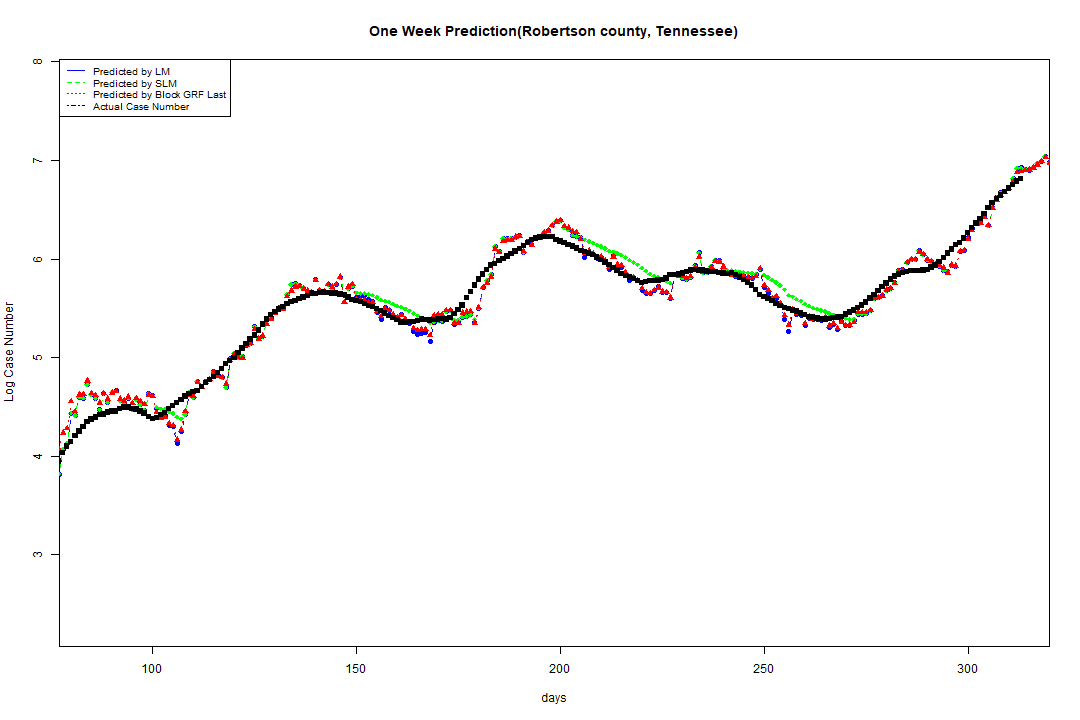 One Week Prediction(Robertson county, Tennessee)
Predicted by LM
Predicted by SLM
Predicted by Block GRF Last
Actual Case Number
8
7
6
5
4
3
Log Case Number
100 150 200 250 300
days